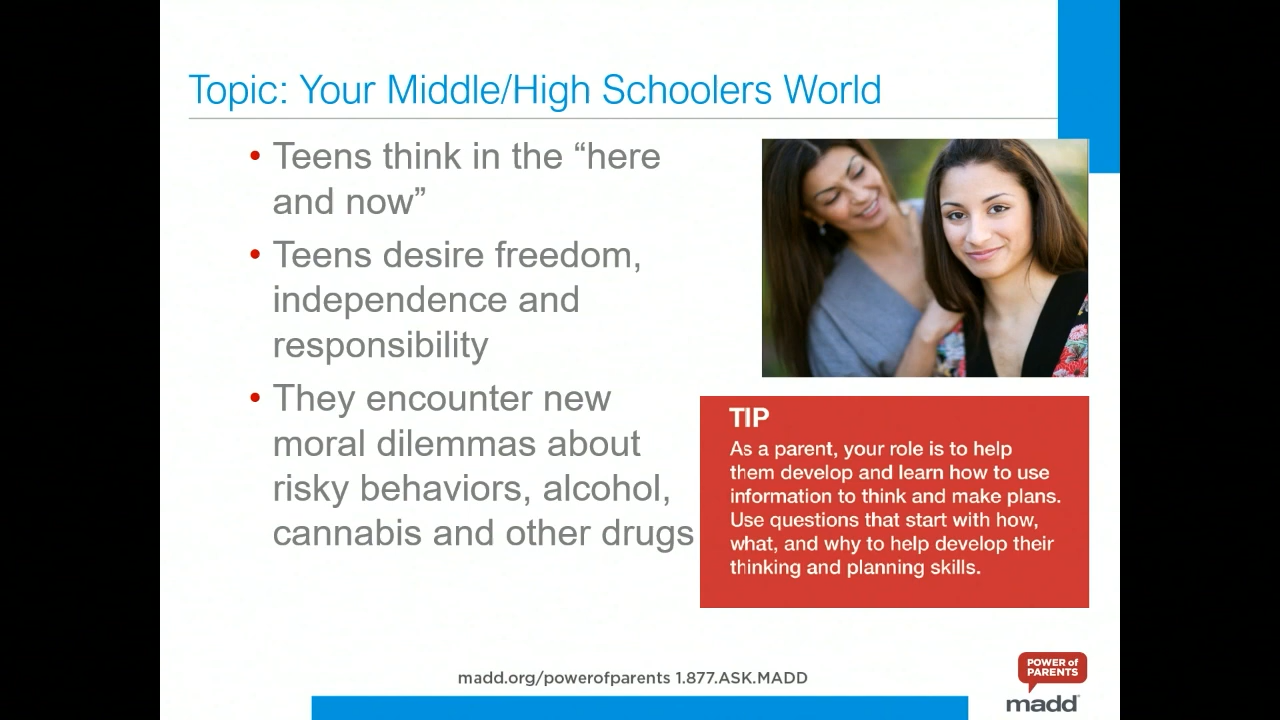 Topic: Your Middle/High Schoolers World
• Teens think in the “here
and now”
• Teens desire freedom,
independence and
responsibility
• They encounter new
moral dilemmas about
risky behaviors, alcohol,
cannabis and other drugs
TIP
As a parent, your role is to help
them develop and learn how to use
information to think and make plans.
Use questions that start with how,
what, and why to help develop their
thinking and planning skills.
madd.org/powerofparents 1.877.ASK.MADD
POWER of
PARENTS
madd